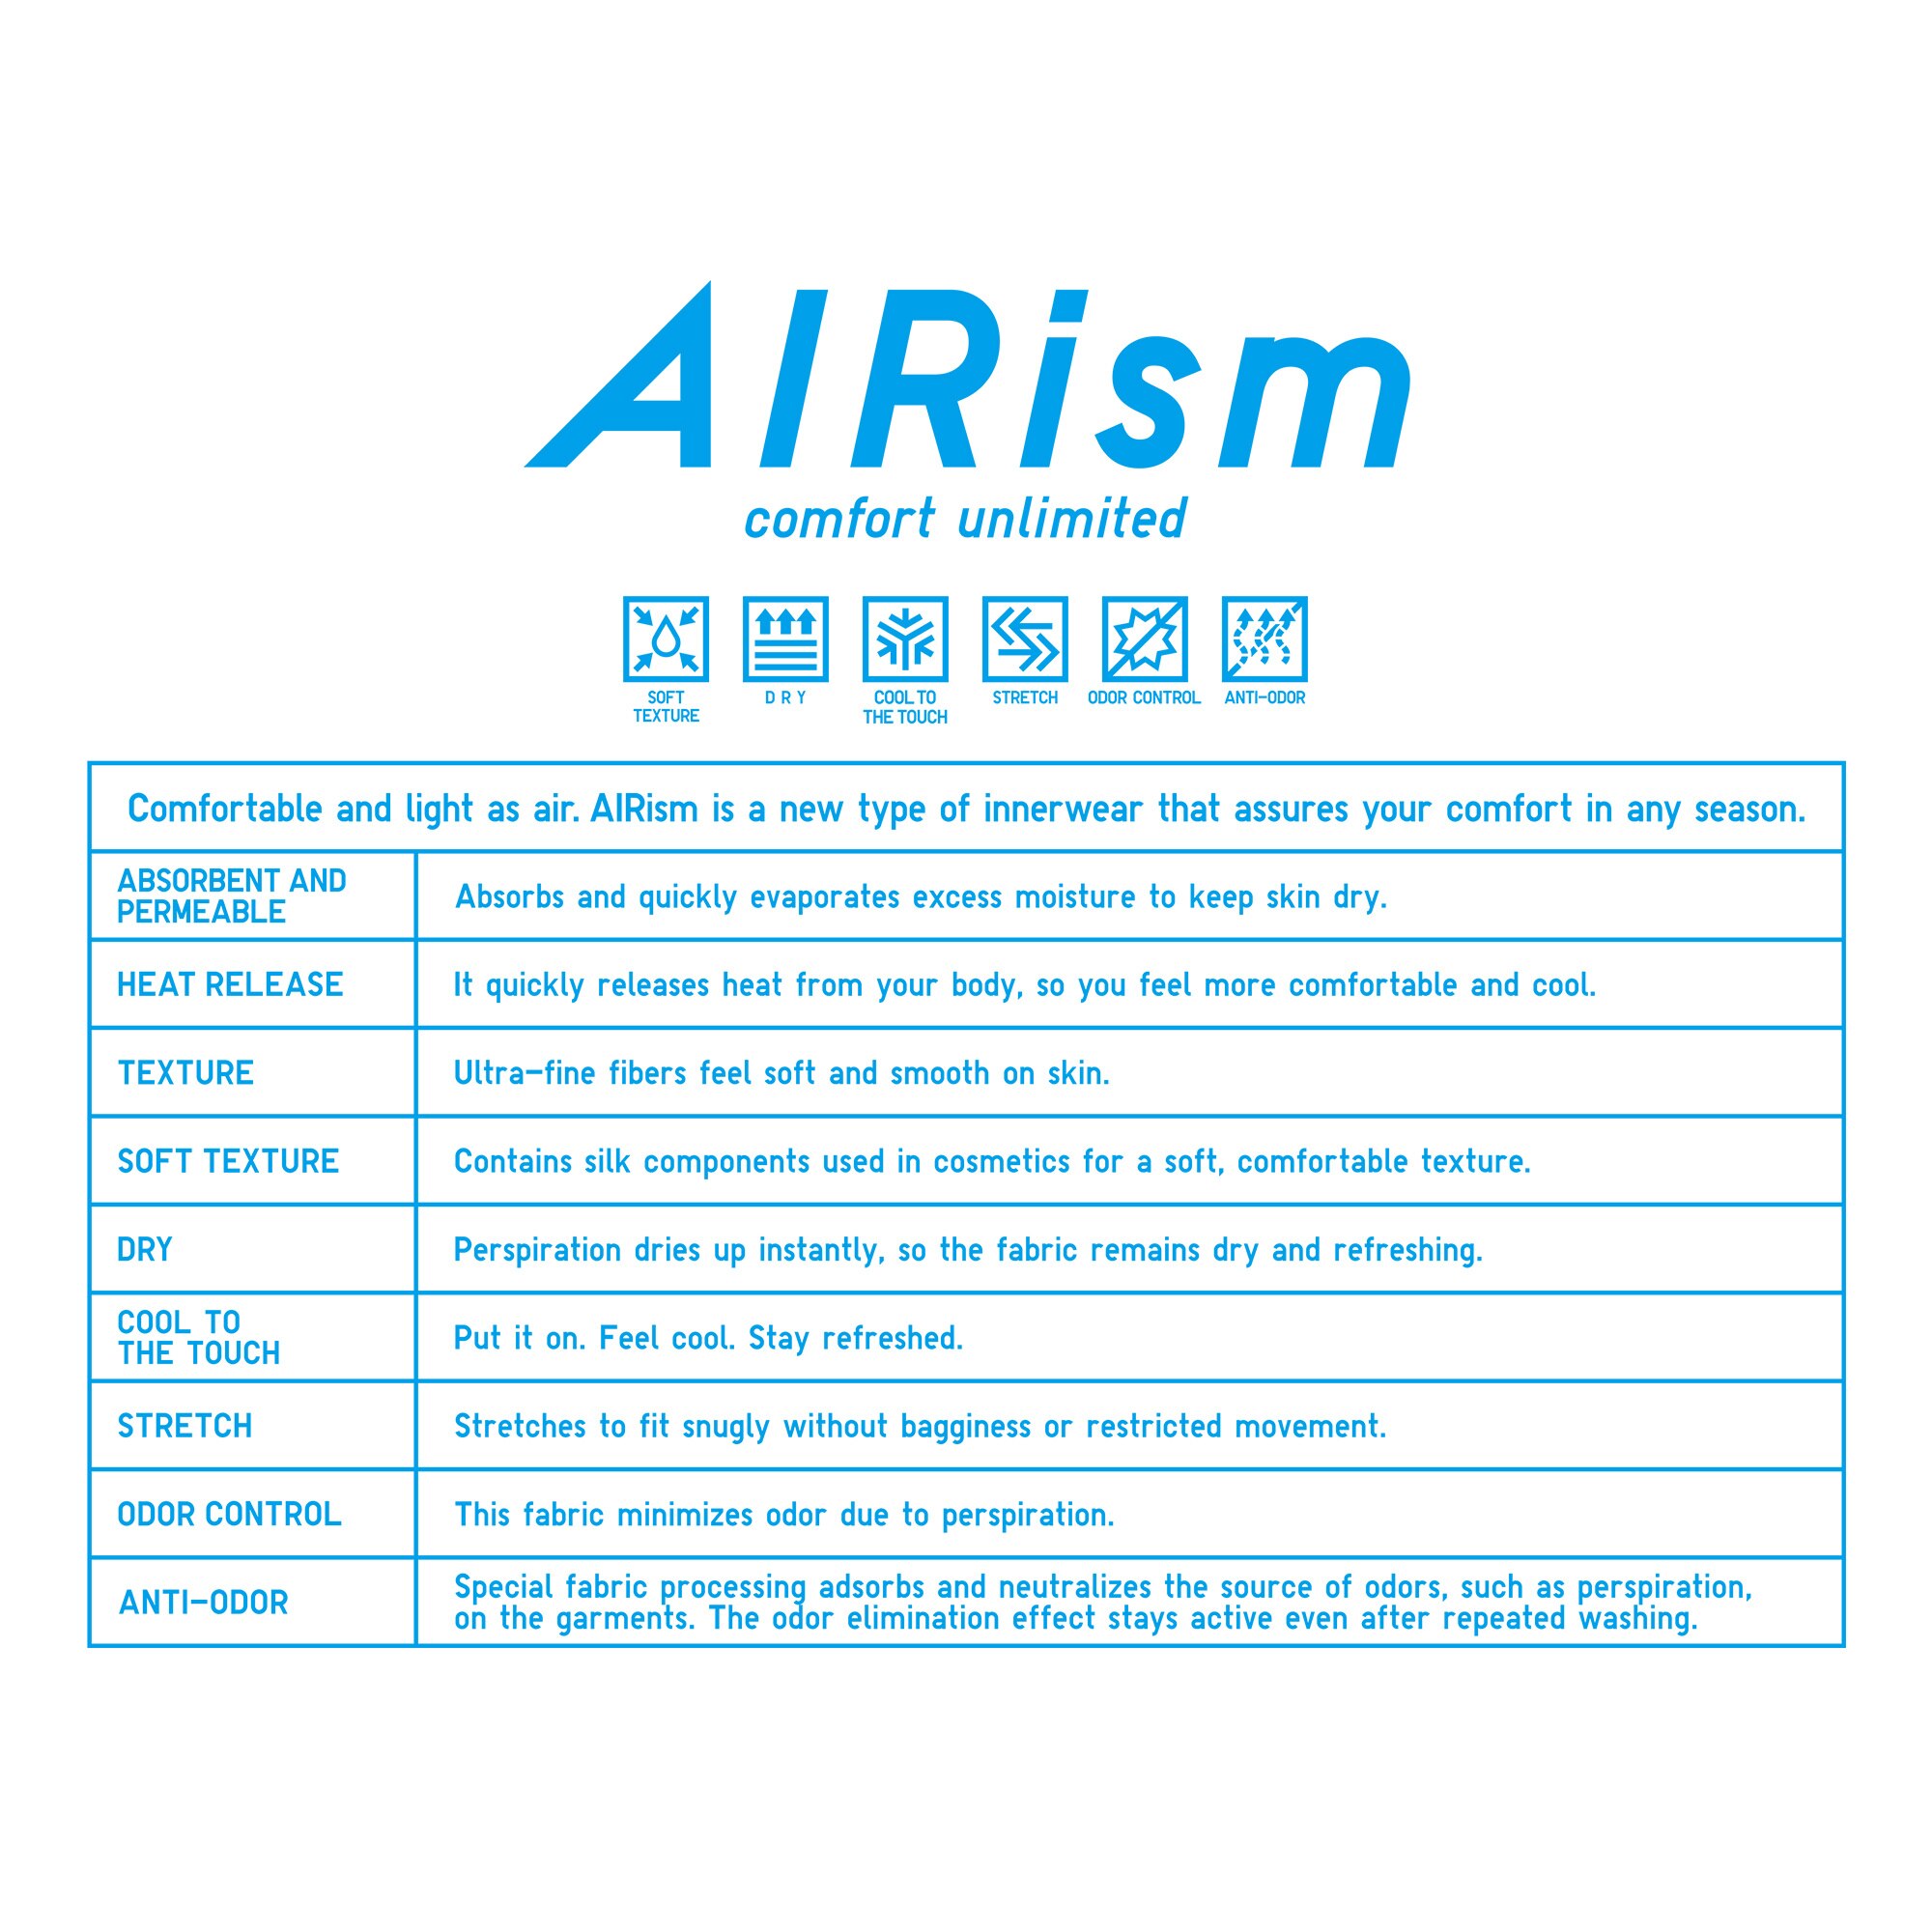 AIRism
comfort unlimited
SOFT
TEXTURE
DRY
COOL TO
THE TOUCH
STRETCH
ODOR CONTROL
ANTI-ODOR
Comfortable and light as air. AIRism is a new type of innerwear that assures your comfort in any season.
ABSORBENT AND
PERMEABLE
Absorbs and quickly evaporates excess moisture to keep skin dry.
HEAT RELEASE
It quickly releases heat from your body, so you feel more comfortable and cool.
TEXTURE
Ultra-fine fibers feel soft and smooth on skin.
SOFT TEXTURE
Contains silk components used in cosmetics for a soft, comfortable texture.
DRY
Perspiration dries up instantly, so the fabric remains dry and refreshing.
COOL TO
THE TOUCH
Put it on. Feel cool. Stay refreshed.
STRETCH
Stretches to fit snugly without bagginess or restricted movement.
ODOR CONTROL
This fabric minimizes odor due to perspiration.
ANTI-ODOR
Special fabric processing adsorbs and neutralizes the source of odors, such as perspiration,
on the garments. The odor elimination effect stays active even after repeated washing.